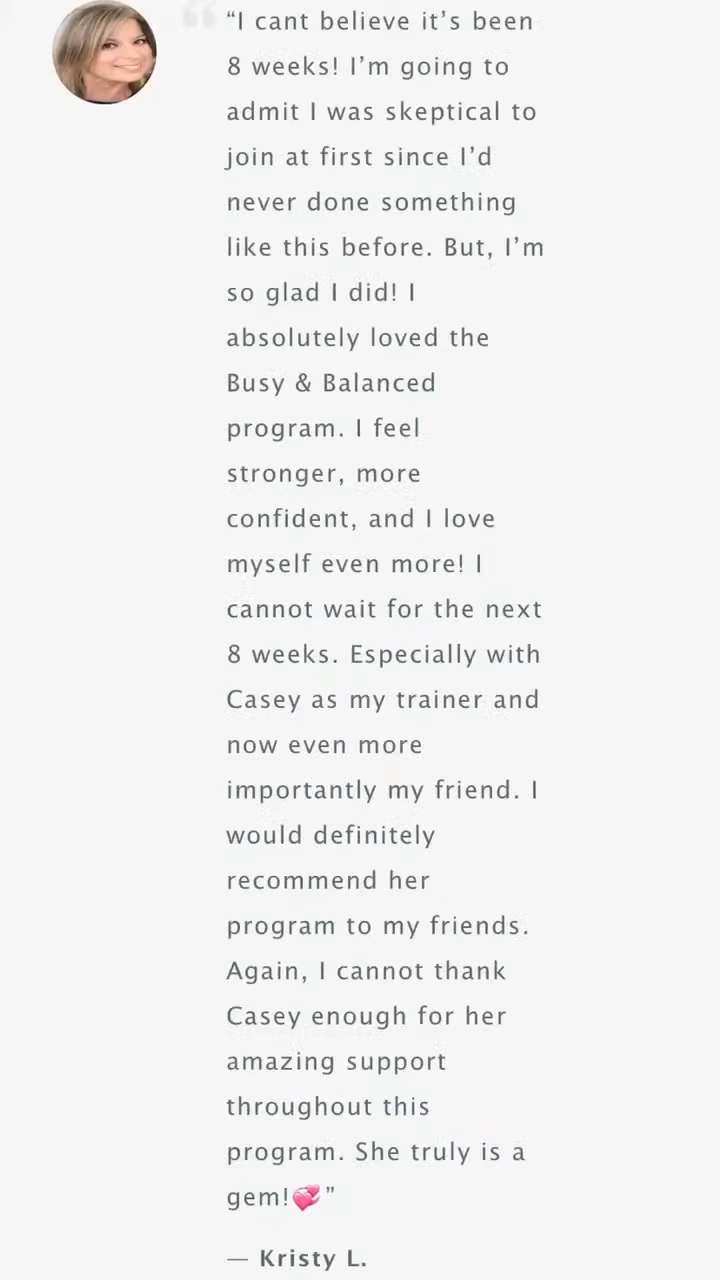 “I cant believe it’s been
8 weeks! I’m going to
admit I was skeptical to
join at first since I’d
never done something
like this before. But, I’m
so glad I did! I
absolutely loved the
Busy & Balanced
program. I feel
stronger, more
confident, and I love
myself even more! I
cannot wait for the next
8 weeks. Especially with
Casey as my trainer and
now even more
importantly my friend. I
would definitely
recommend her
program to my friends.
Again, I cannot thank
Casey enough for her
amazing support
throughout this
program. She truly is a
gem!💞”
— Kristy L.